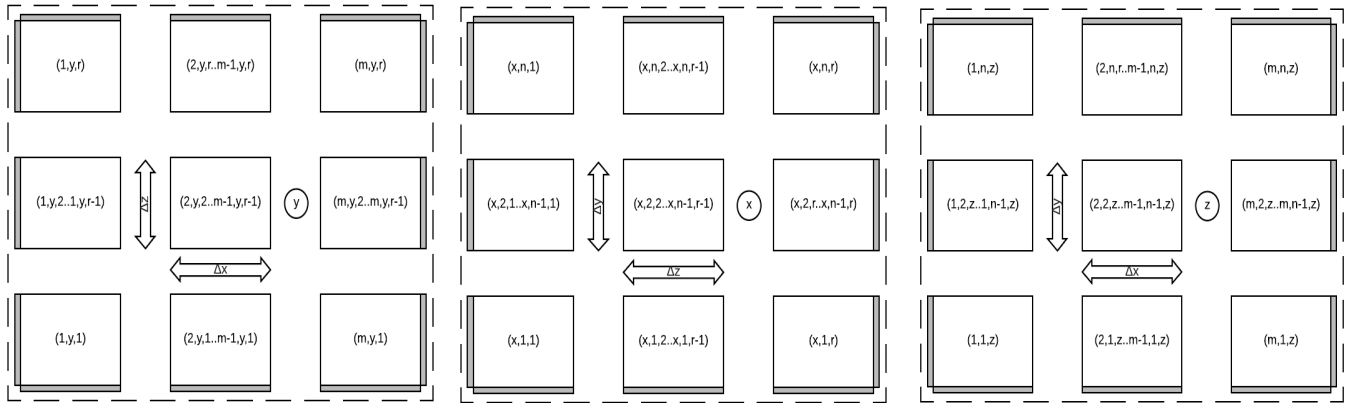 (1,y,r)
(2,y,r..m-1,y,r)
(m,y,r)
(1,y,2..1,y,r-1)
Δz
(2,y,2..m-1,y,r-1)
y
(m,y,2..m,y,r-1)
Δx
(1,y,1)
(2,y,1..m-1,y,1)
(m,y,1)
(x,n,1)
(x,n,2..x,n,r-1)
(x,n,r)
(x,2,1..x,n-1,1)
Δy
(x,2,2..x,n-1,r-1)
x
(x,2,r..x,n-1,r)
Δz
(x,1,1)
(x,1,2..x,1,r-1)
(x,1,r)
(1,n,z)
(2,n,r..m-1,n,z)
(m,n,z)
(1,2,z..1,n-1,z)
Δy
(2,2,z..m-1,n-1,z)
z
(m,2,z..m,n-1,z)
Δx
(1,1,z)
(2,1,z..m-1,1,z)
(m,1,z)